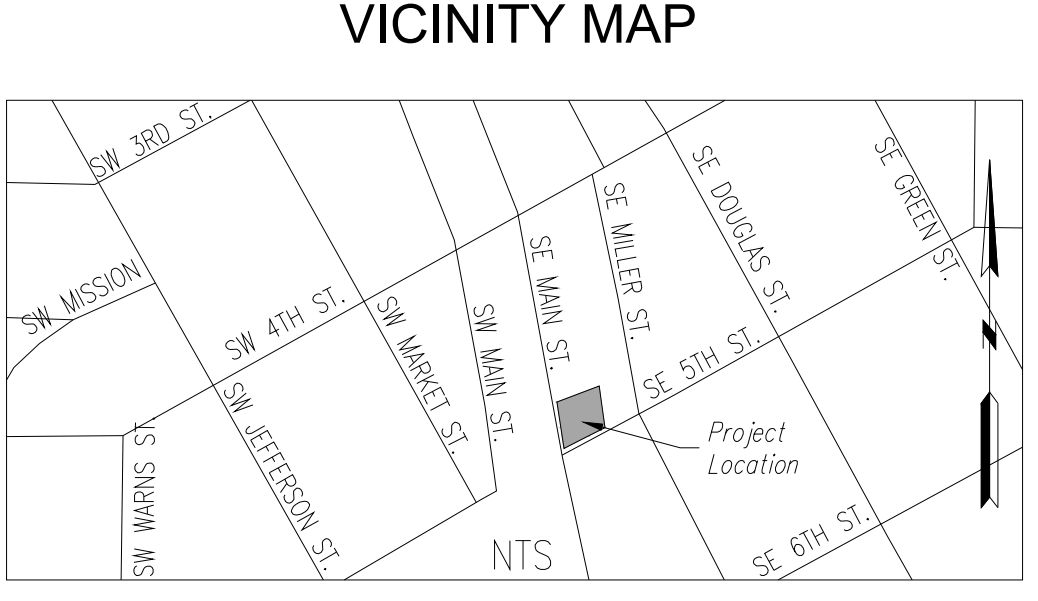 VICINITY MAP
SW 3RD ST.
SE DOUGLAS ST.
SE GREEN ST.
SE MILLER ST.
SW MISSION
SW 4TH ST.
SW MARKET ST.
SW MAIN ST.
SE MAIN ST.
SE 5TH ST.
N
SW JEFFERSON ST.
SW WARNS ST.
Project
Location
SE 6TH ST.
NTS